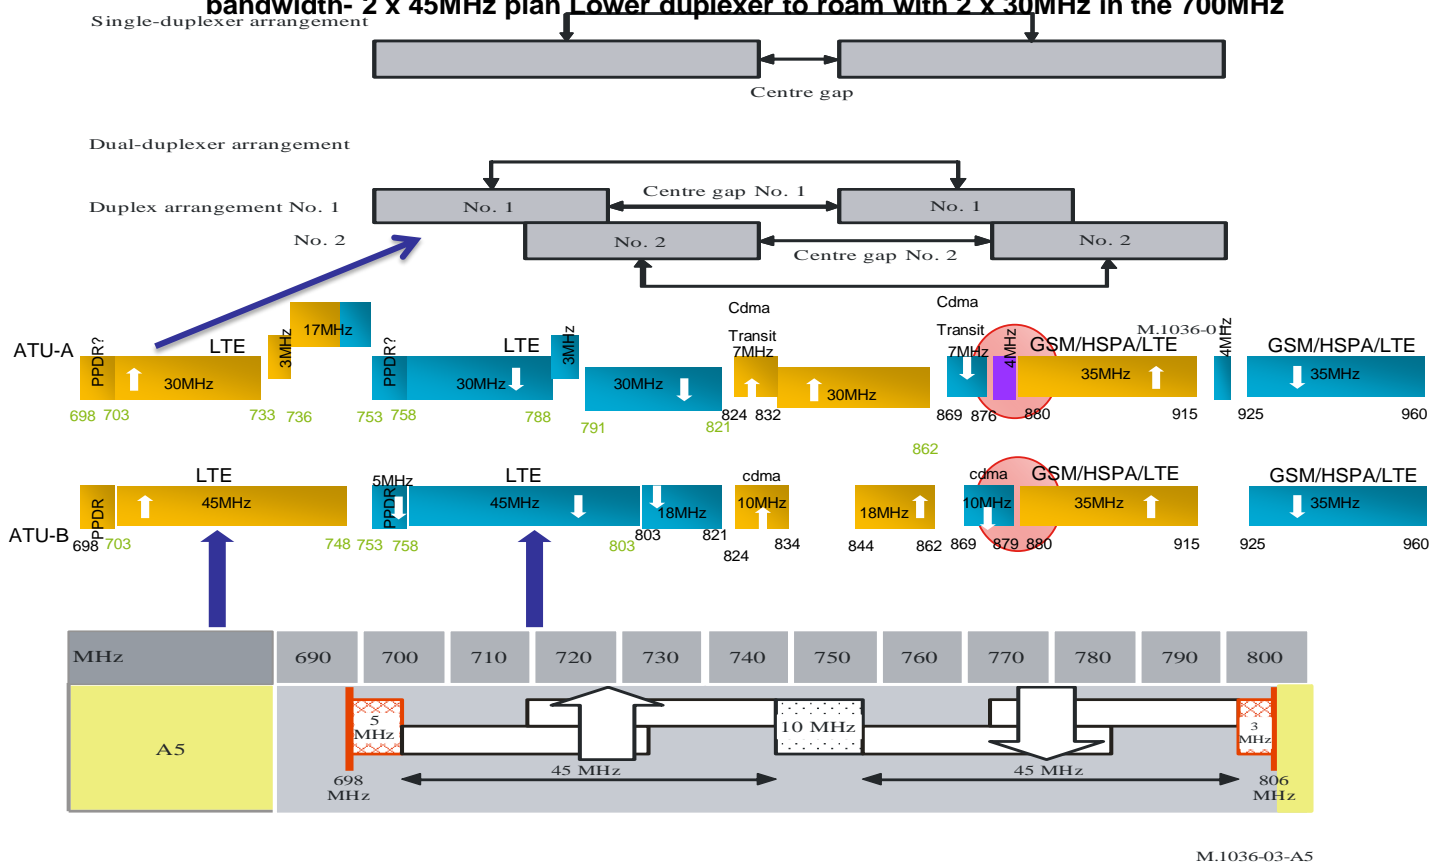 bandwidth- 2 x 45MHz plan Lower duplexer to roam with 2 x 30MHz in the 700MHz
Single-duplexer arrangement
Centre gap
Dual-duplexer arrangement
Duplex arrangement No. 1
No. 1
Centre gap No. 1
No. 1
No. 2
No. 2
Centre gap No. 2
No. 2
M.1036-01
ATU-A
PPDR?
LTE
30MHz
3MHz
17MHz
PPDR?
LTE
30MHz
3MHz
30MHz
Cdma
Transit
7MHz
30MHz
Cdma
Transit
7MHz
4MHz
GSM/HSPA/LTE
35MHz
4MHz
GSM/HSPA/LTE
35MHz
698 703 733 736 753 758 788 791 821 824 832 862 869 876 880 915 925 960
ATU-B
PPDR
LTE
45MHz
5MHz
PPDR
LTE
45MHz
18MHz
cdma
10MHz
18MHz
cdma
10MHz
GSM/HSPA/LTE
35MHz
GSM/HSPA/LTE
35MHz
698 703 748 753 758 803 803 821 824 834 844 862 869 879 880 915 925 960
MHz 690 700 710 720 730 740 750 760 770 780 790 800
A5
5
MHz
10 MHz
3
MHz
45 MHz
45 MHz
698
MHz
806
MHz
M.1036-03-A5